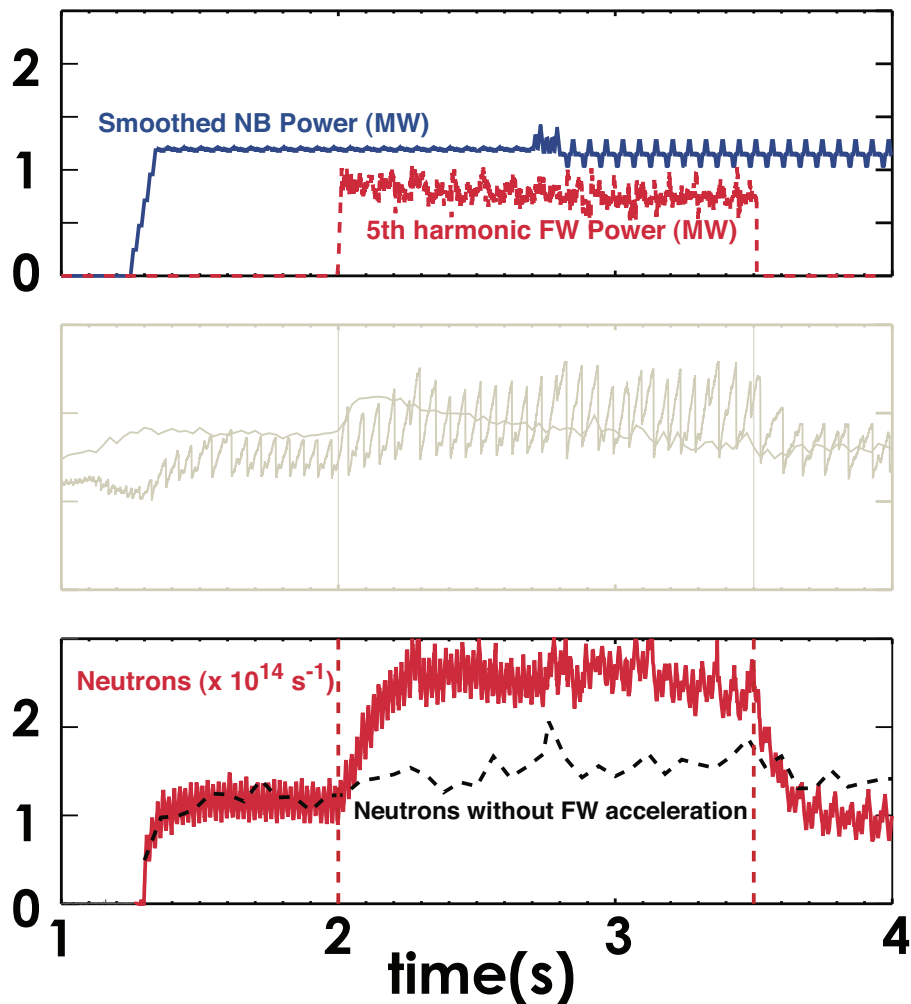 2
Smoothed NB Power (MW)
1
5th harmonic FW Power (MW)
0
Neutrons (x 10¹⁴ s⁻¹)
2
1
Neutrons without FW acceleration
0
1 2 3 4
time(s)